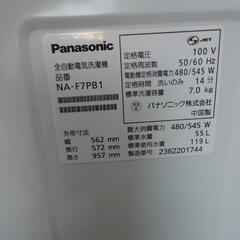 Panasonic
全自動電気洗濯機
品番
NA-F7PB1
幅 562 mm
奥行 572 mm
高さ 957 mm
JET
定格電圧 100 V
定格周波数 50/60 Hz
電動機定格消費電力 480/545 W
定格時間 洗いのみ 14 分
標準洗濯容量 7.0 kg
パナソニック株式会社
中国製
最大消費電力 480/545 W
標準水量 55 L
標準使用水量 119 L
製造番号 2362201744